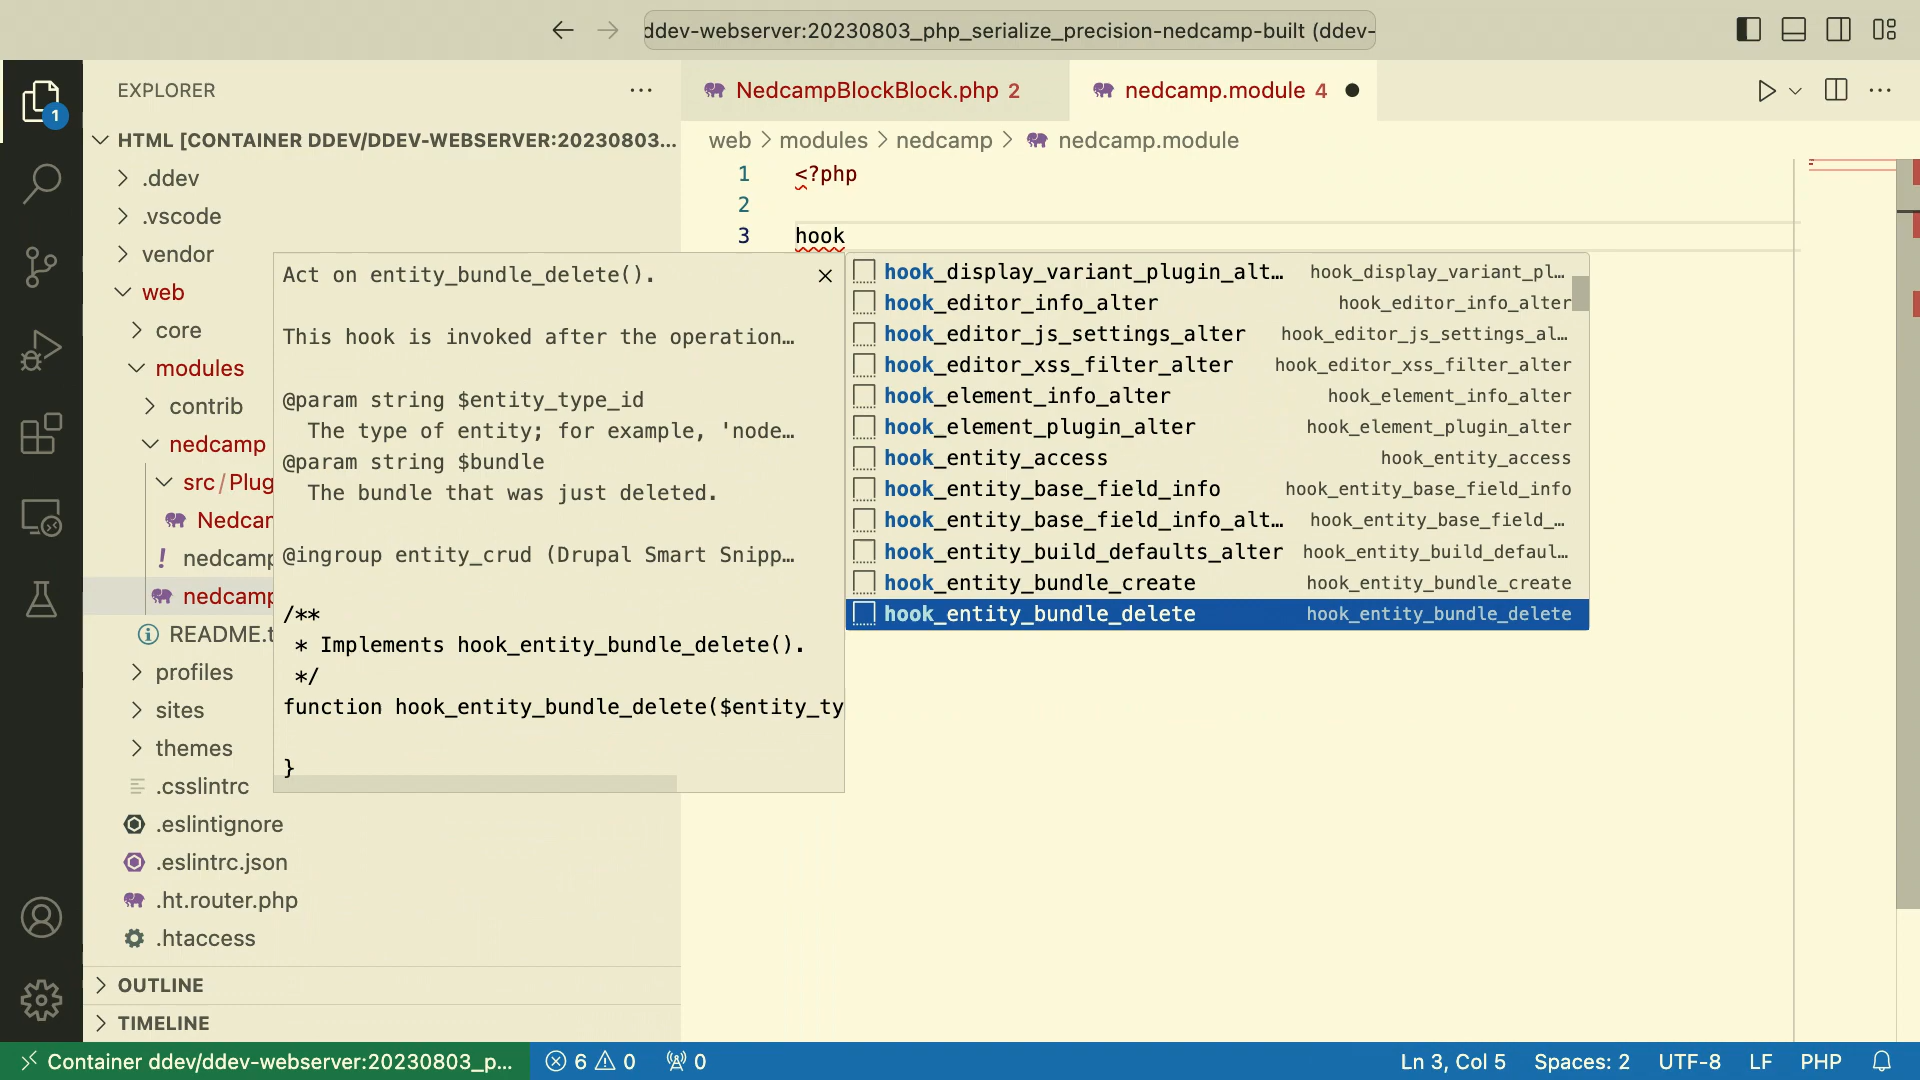 ddev-webserver:20230803_php_serialize_precision-nedcamp-built (ddev-
EXPLORER
NedcampBlockBlock.php 2
nedcamp.module 4
HTML [CONTAINER DDEV/DDEV-WEBSERVER:20230803...
web > modules > nedcamp > nedcamp.module
.ddev
.vscode
vendor
web
core
modules
contrib
nedcamp
src / Plug
Nedcar
nedcamp
nedcamp
README.t
profiles
sites
themes
.csslintrc
.eslintignore
.eslintrc.json
.ht.router.php
.htaccess
OUTLINE
TIMELINE
1
1 <?php
2
3 hook
Act on entity_bundle_delete().
This hook is invoked after the operation…
@param string $entity_type_id
The type of entity; for example, 'node…
@param string $bundle
The bundle that was just deleted.
@ingroup entity_crud (Drupal Smart Snipp…
/**
* Implements hook_entity_bundle_delete().
*/
function hook_entity_bundle_delete($entity_ty
}
hook_display_variant_plugin_alt… hook_display_variant_pl…
hook_editor_info_alter hook_editor_info_alter
hook_editor_js_settings_alter hook_editor_js_settings_al…
hook_editor_xss_filter_alter hook_editor_xss_filter_alter
hook_element_info_alter hook_element_info_alter
hook_element_plugin_alter hook_element_plugin_alter
hook_entity_access hook_entity_access
hook_entity_base_field_info hook_entity_base_field_info
hook_entity_base_field_info_alt… hook_entity_base_field_…
hook_entity_build_defaults_alter hook_entity_build_defaul…
hook_entity_bundle_create hook_entity_bundle_create
hook_entity_bundle_delete hook_entity_bundle_delete
Container ddev/ddev-webserver:20230803_p... 6 0 0 Ln 3, Col 5 Spaces: 2 UTF-8 LF PHP